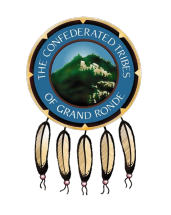 THE CONFEDERATED TRIBES
OF GRAND RONDE